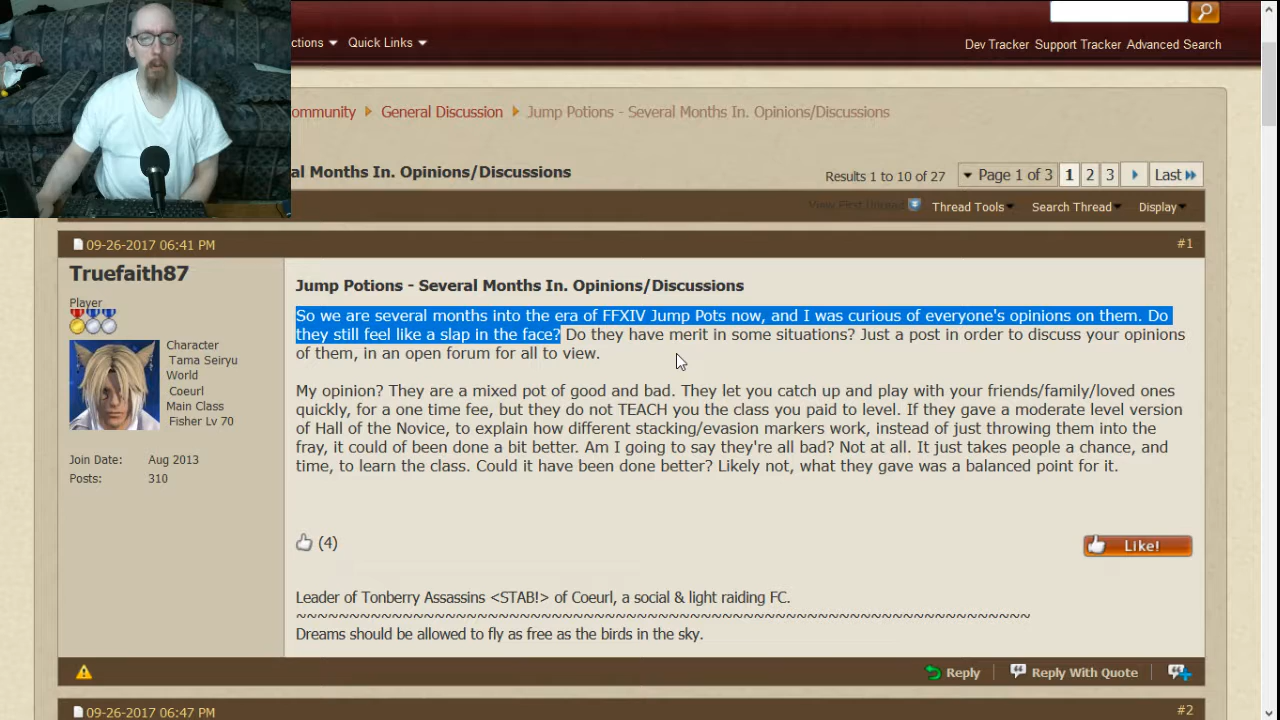 ctions Quick Links
Dev Tracker Support Tracker Advanced Search
ommunity General Discussion Jump Potions - Several Months In. Opinions/Discussions
al Months In. Opinions/Discussions
Results 1 to 10 of 27 Page 1 of 3 1 2 3 Last
View First Unread Thread Tools Search Thread Display
09-26-2017 06:41 PM #1
Truefaith87
Player
Character
Tama Seiryu
World
Coeurl
Main Class
Fisher Lv 70
Join Date: Aug 2013
Posts: 310
Jump Potions - Several Months In. Opinions/Discussions
So we are several months into the era of FFXIV Jump Pots now, and I was curious of everyone's opinions on them. Do
they still feel like a slap in the face? Do they have merit in some situations? Just a post in order to discuss your opinions
of them, in an open forum for all to view.
My opinion? They are a mixed pot of good and bad. They let you catch up and play with your friends/family/loved ones
quickly, for a one time fee, but they do not TEACH you the class you paid to level. If they gave a moderate level version
of Hall of the Novice, to explain how different stacking/evasion markers work, instead of just throwing them into the
fray, it could of been done a bit better. Am I going to say they're all bad? Not at all. It just takes people a chance, and
time, to learn the class. Could it have been done better? Likely not, what they gave was a balanced point for it.
(4) Like!
Leader of Tonberry Assassins <STAB!> of Coeurl, a social & light raiding FC.
~~~~~~~~~~~~~~~~~~~~~~~~~~~~~~~~~~~~~~~~~~~~~~~~~~~~~~~~~~~~~~~~~~~~~~
Dreams should be allowed to fly as free as the birds in the sky.
Reply Reply With Quote
09-26-2017 06:47 PM #2